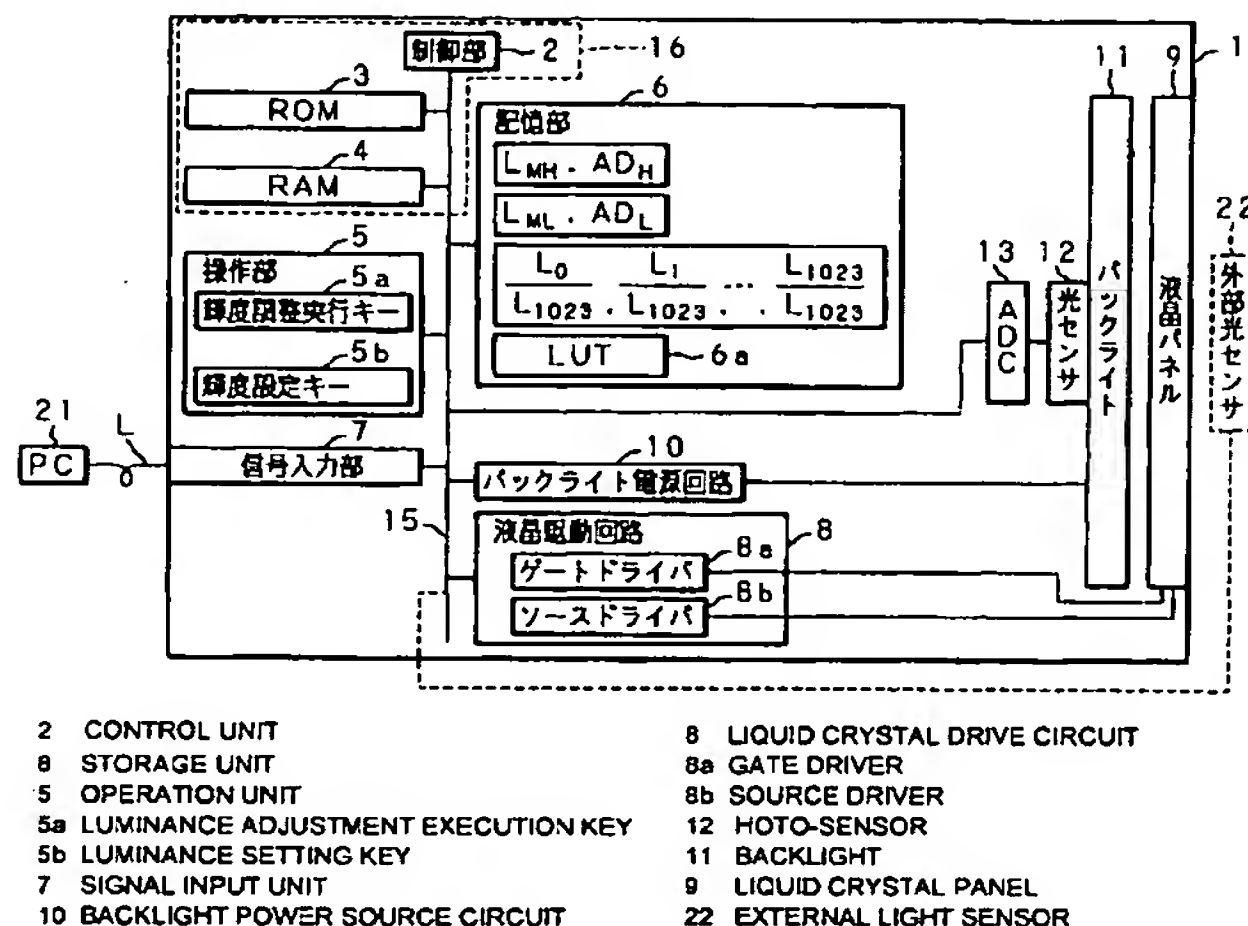 制御部 2
16
3
ROM
4
RAM
6
記憶部
L_MH . AD_H
L_ML . AD_L
L_0 L_1 L_1023
L_1023 . L_1023 . . L_1023
LUT
6a
5
操作部
5a
輝度調整実行キー
5b
輝度設定キー
21
PC
L
7
信号入力部
10
バックライト電源回路
15
液晶駆動回路
8
8a
ゲートドライバ
8b
ソースドライバ
13
ADC
12
光センサ
11
バックライト
9
液晶パネル
1
22
外部光センサ
2 CONTROL UNIT
8 STORAGE UNIT
5 OPERATION UNIT
5a LUMINANCE ADJUSTMENT EXECUTION KEY
5b LUMINANCE SETTING KEY
7 SIGNAL INPUT UNIT
10 BACKLIGHT POWER SOURCE CIRCUIT
8 LIQUID CRYSTAL DRIVE CIRCUIT
8a GATE DRIVER
8b SOURCE DRIVER
12 HOTO-SENSOR
11 BACKLIGHT
9 LIQUID CRYSTAL PANEL
22 EXTERNAL LIGHT SENSOR